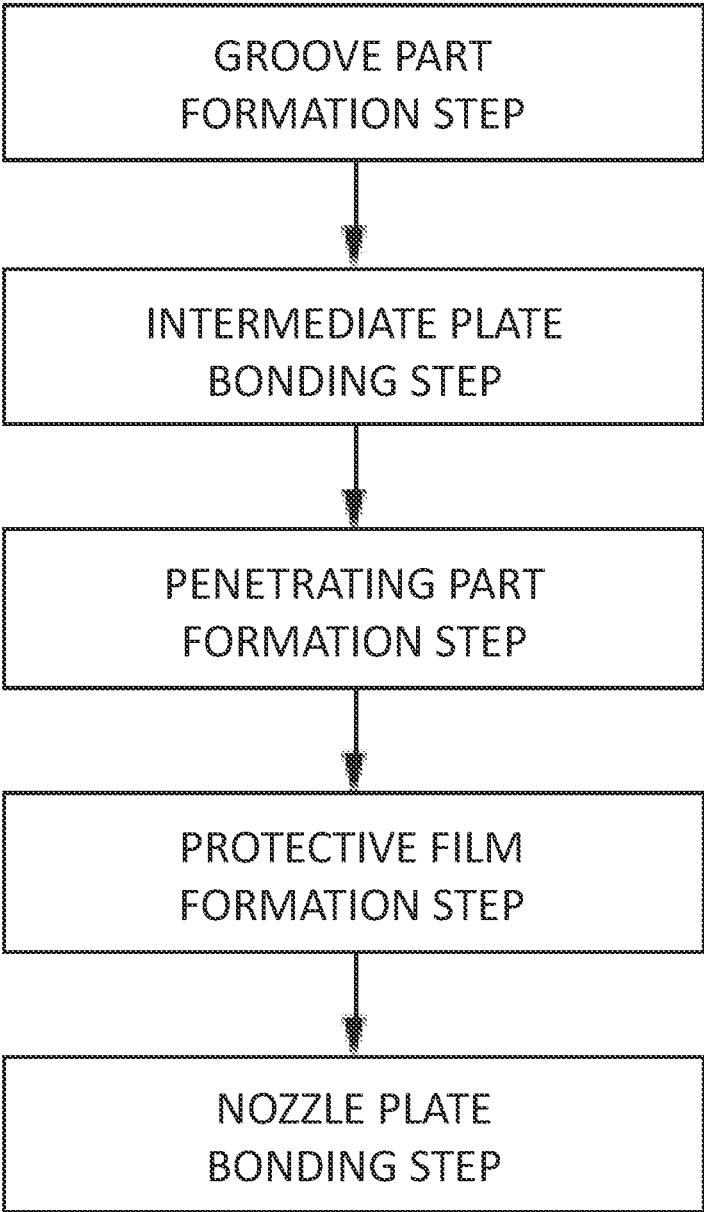 GROOVE PART
FORMATION STEP
INTERMEDIATE PLATE
BONDING STEP
PENETRATING PART
FORMATION STEP
PROTECTIVE FILM
FORMATION STEP
NOZZLE PLATE
BONDING STEP